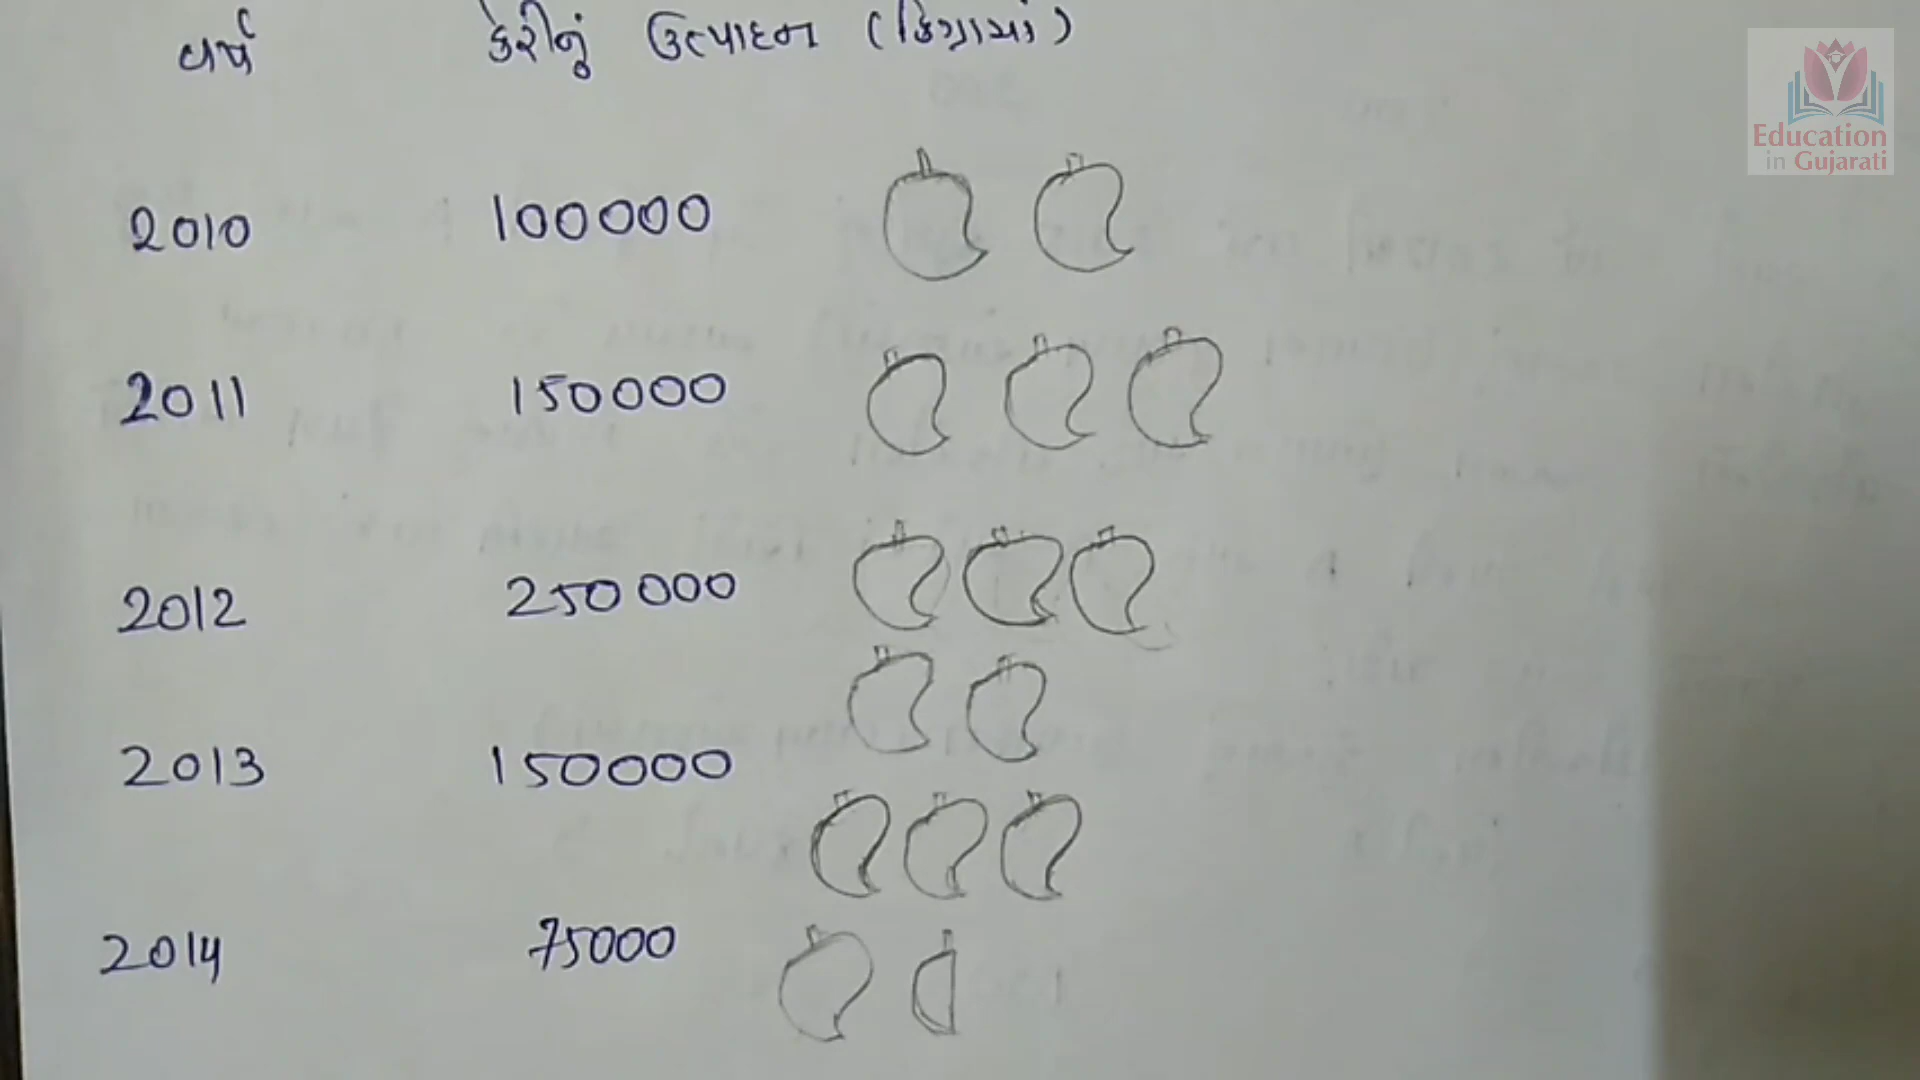 વર્ષ કેરીનું ઉત્પાદન (કિગ્રામાં)
2010 100000
2011 150000
2012 250000
2013 150000
2014 75000
Education
in Gujarati